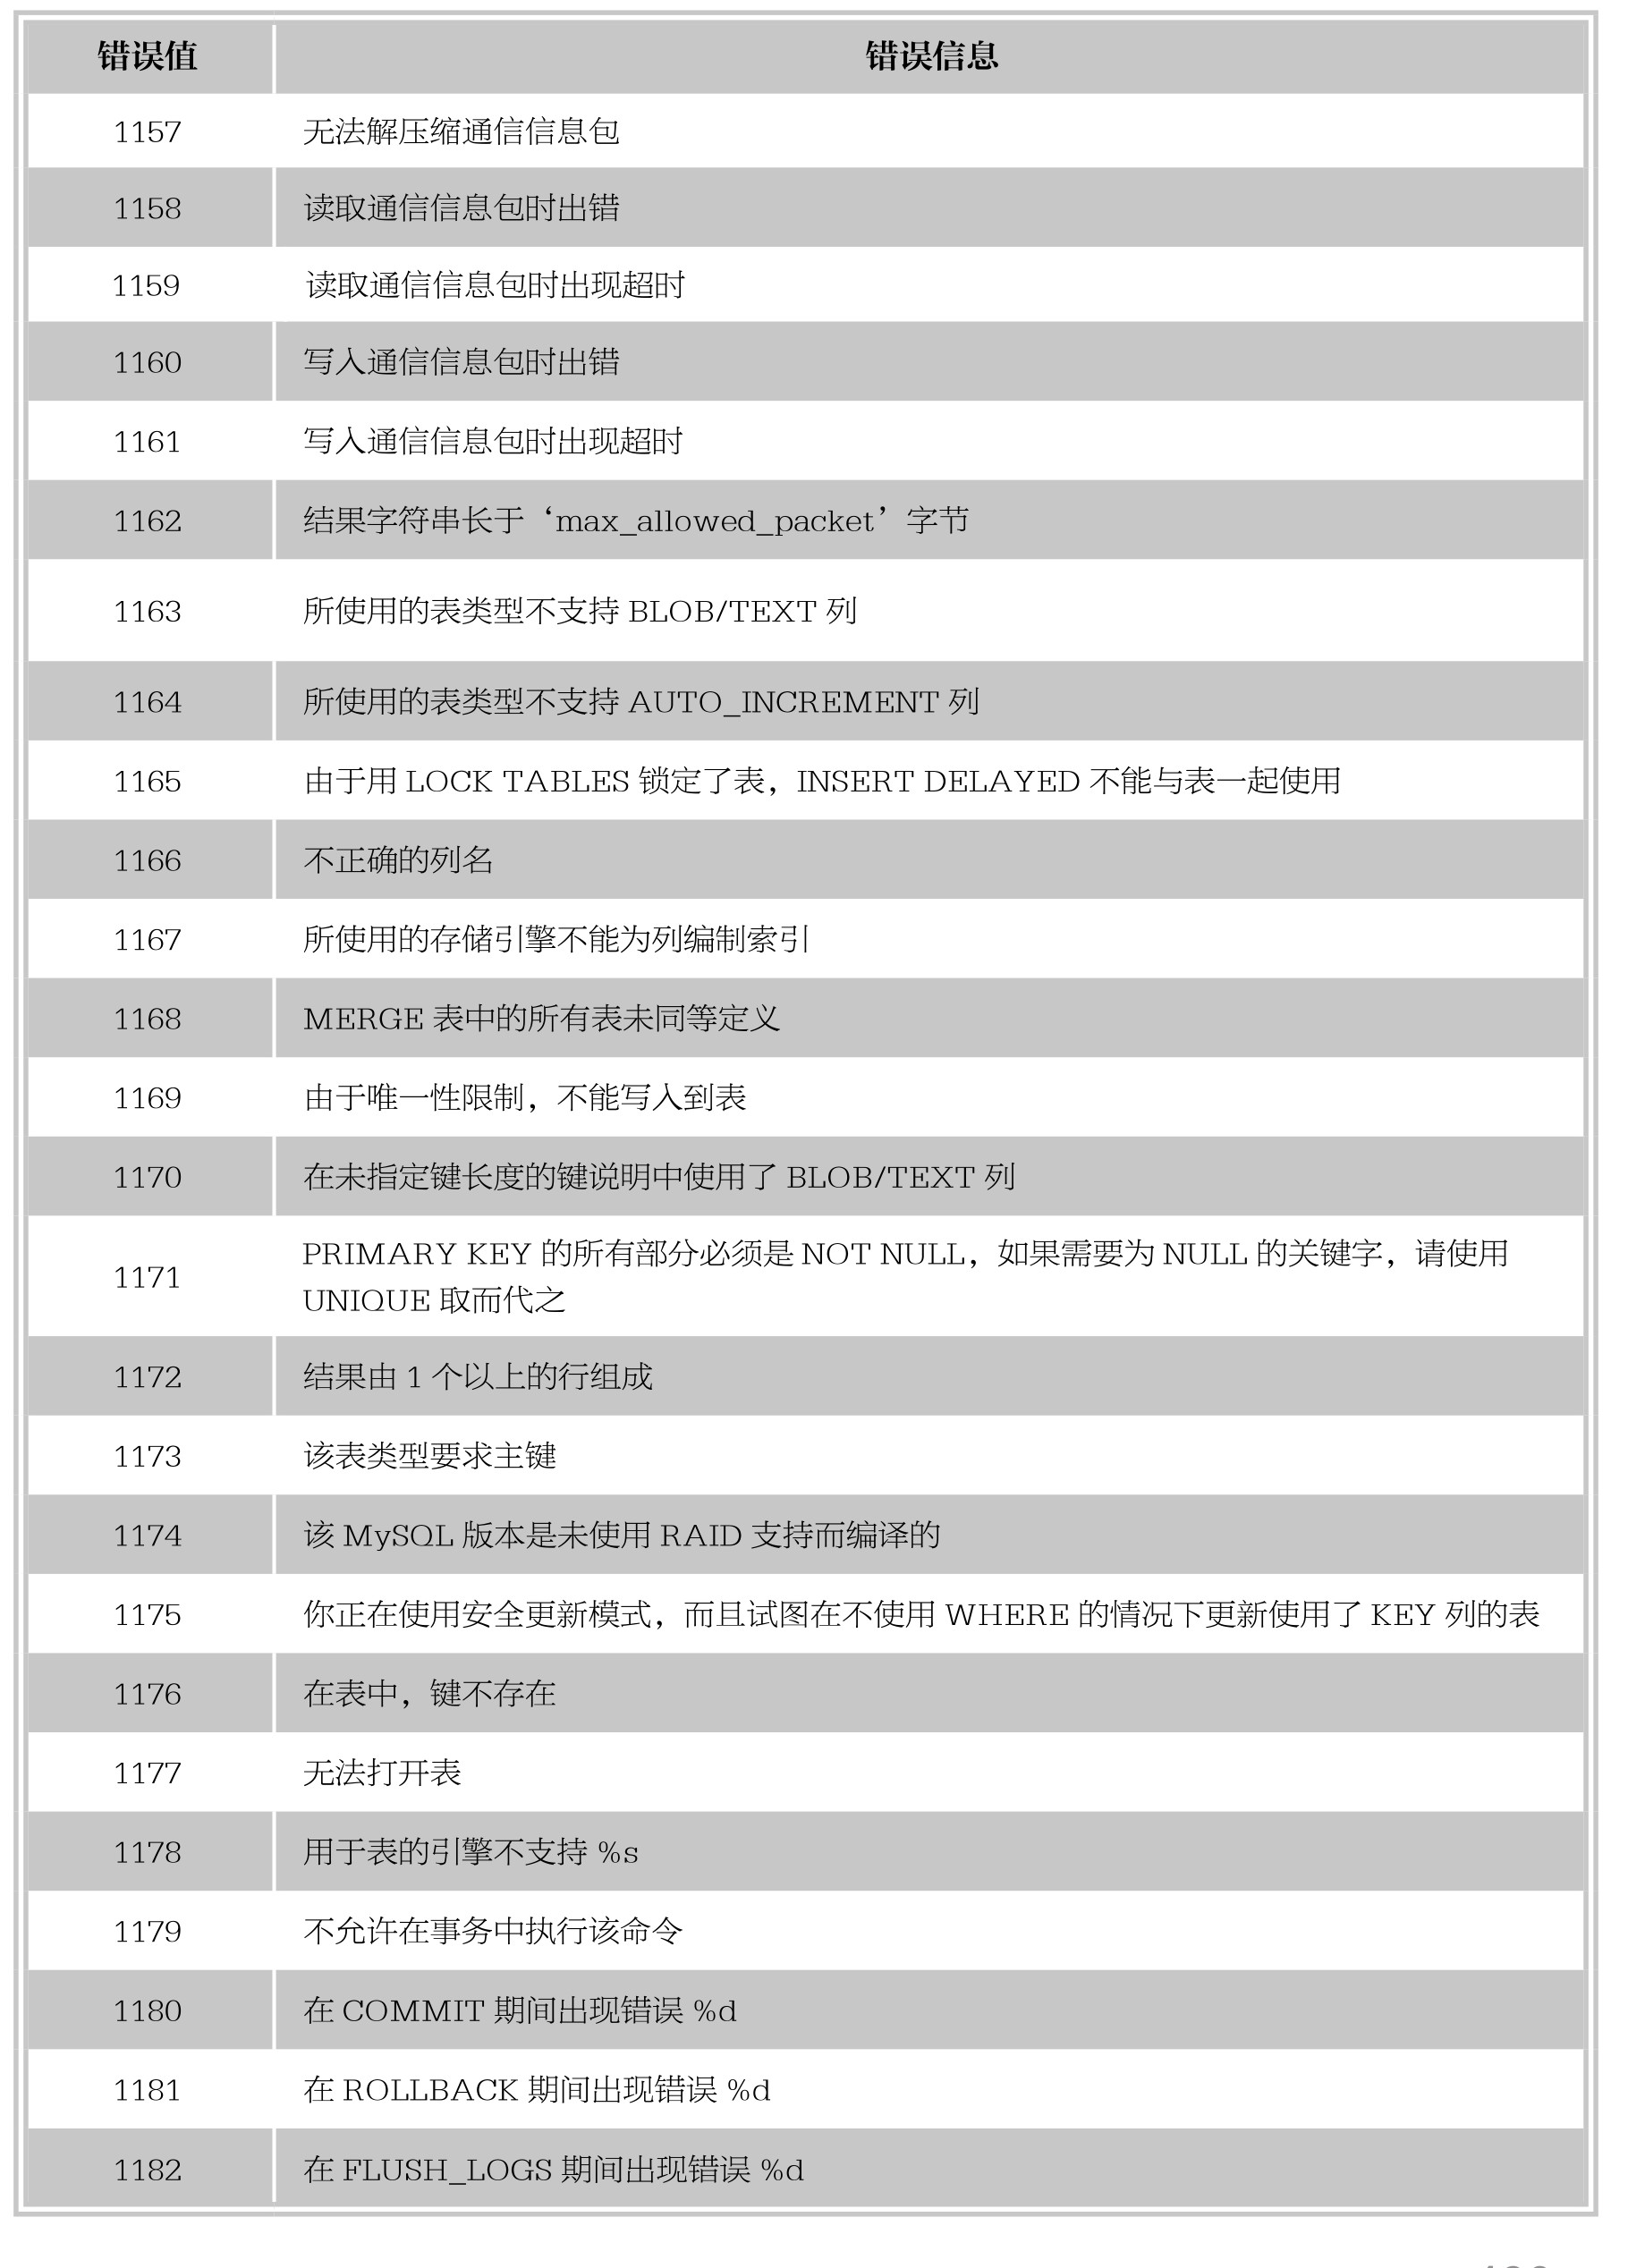 错误值 错误信息
1157 无法解压缩通信信息包
1158 读取通信信息包时出错
1159 读取通信信息包时出现超时
1160 写入通信信息包时出错
1161 写入通信信息包时出现超时
1162 结果字符串长于‘max_allowed_packet’字节
1163 所使用的表类型不支持 BLOB/TEXT 列
1164 所使用的表类型不支持 AUTO_INCREMENT 列
1165 由于用 LOCK TABLES 锁定了表，INSERT DELAYED 不能与表一起使用
1166 不正确的列名
1167 所使用的存储引擎不能为列编制索引
1168 MERGE 表中的所有表未同等定义
1169 由于唯一性限制，不能写入到表
1170 在未指定键长度的键说明中使用了 BLOB/TEXT 列
1171 PRIMARY KEY 的所有部分必须是 NOT NULL，如果需要为 NULL 的关键字，请使用
UNIQUE 取而代之
1172 结果由 1 个以上的行组成
1173 该表类型要求主键
1174 该 MySQL 版本是未使用 RAID 支持而编译的
1175 你正在使用安全更新模式，而且试图在不使用 WHERE 的情况下更新使用了 KEY 列的表
1176 在表中，键不存在
1177 无法打开表
1178 用于表的引擎不支持 %s
1179 不允许在事务中执行该命令
1180 在 COMMIT 期间出现错误 %d
1181 在 ROLLBACK 期间出现错误 %d
1182 在 FLUSH_LOGS 期间出现错误 %d